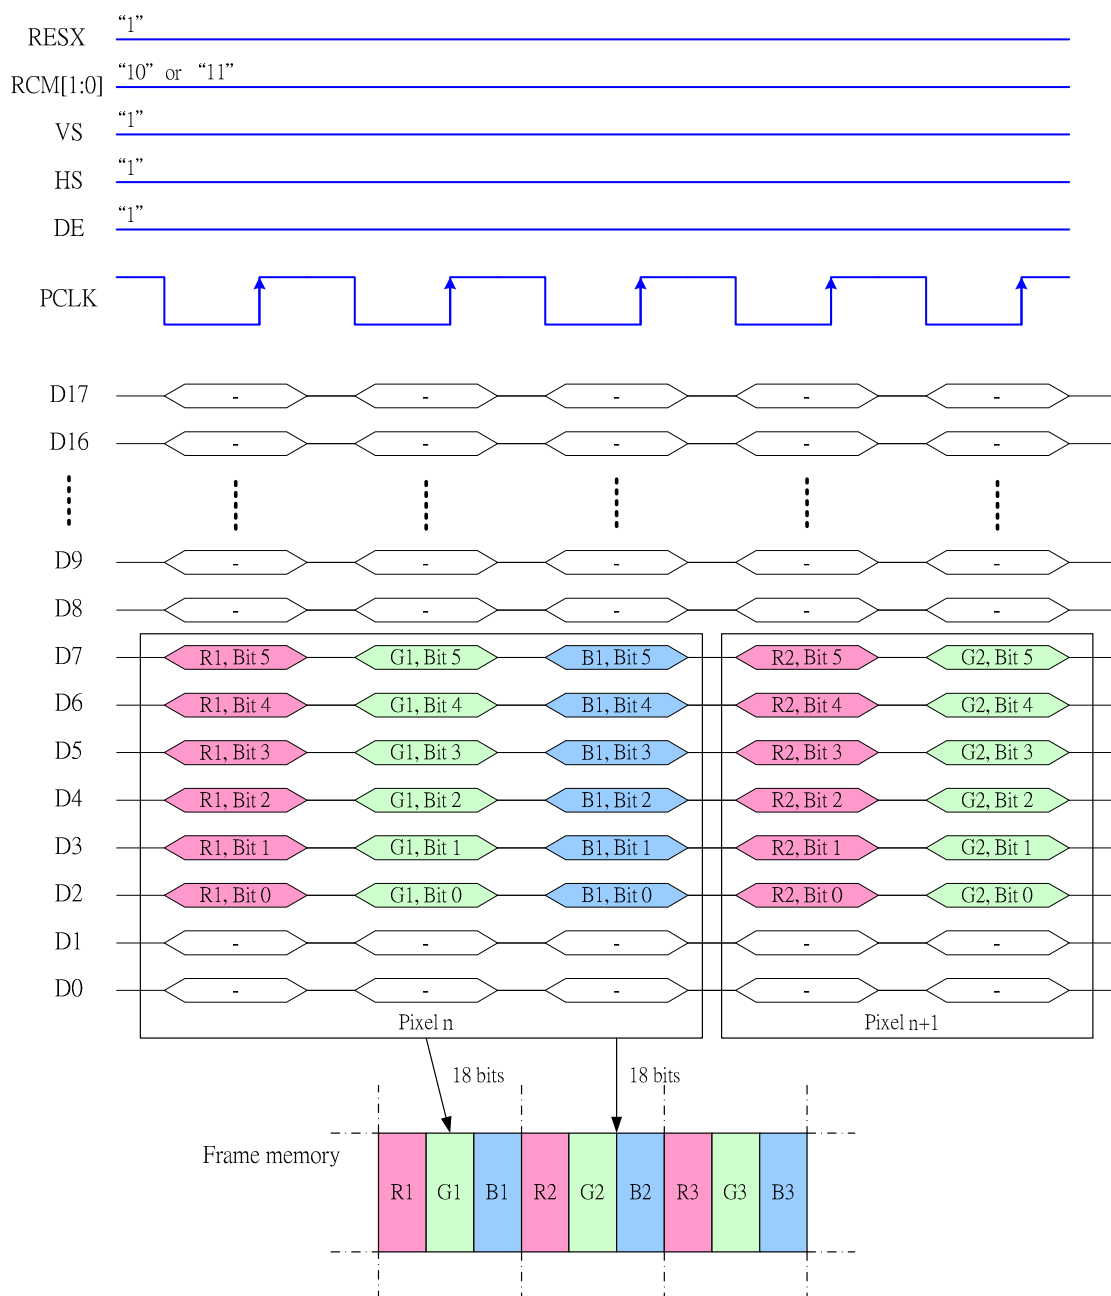 RESX “1”
RCM[1:0] “10” or “11”
VS “1”
HS “1”
DE “1”
PCLK
D17 - - - - -
D16 - - - - -
D9 - - - - -
D8 - - - - -
D7 R1, Bit 5 G1, Bit 5 B1, Bit 5 R2, Bit 5 G2, Bit 5
D6 R1, Bit 4 G1, Bit 4 B1, Bit 4 R2, Bit 4 G2, Bit 4
D5 R1, Bit 3 G1, Bit 3 B1, Bit 3 R2, Bit 3 G2, Bit 3
D4 R1, Bit 2 G1, Bit 2 B1, Bit 2 R2, Bit 2 G2, Bit 2
D3 R1, Bit 1 G1, Bit 1 B1, Bit 1 R2, Bit 1 G2, Bit 1
D2 R1, Bit 0 G1, Bit 0 B1, Bit 0 R2, Bit 0 G2, Bit 0
D1 - - - - -
D0 - - - - -
Pixel n Pixel n+1
18 bits 18 bits
Frame memory
R1 G1 B1 R2 G2 B2 R3 G3 B3